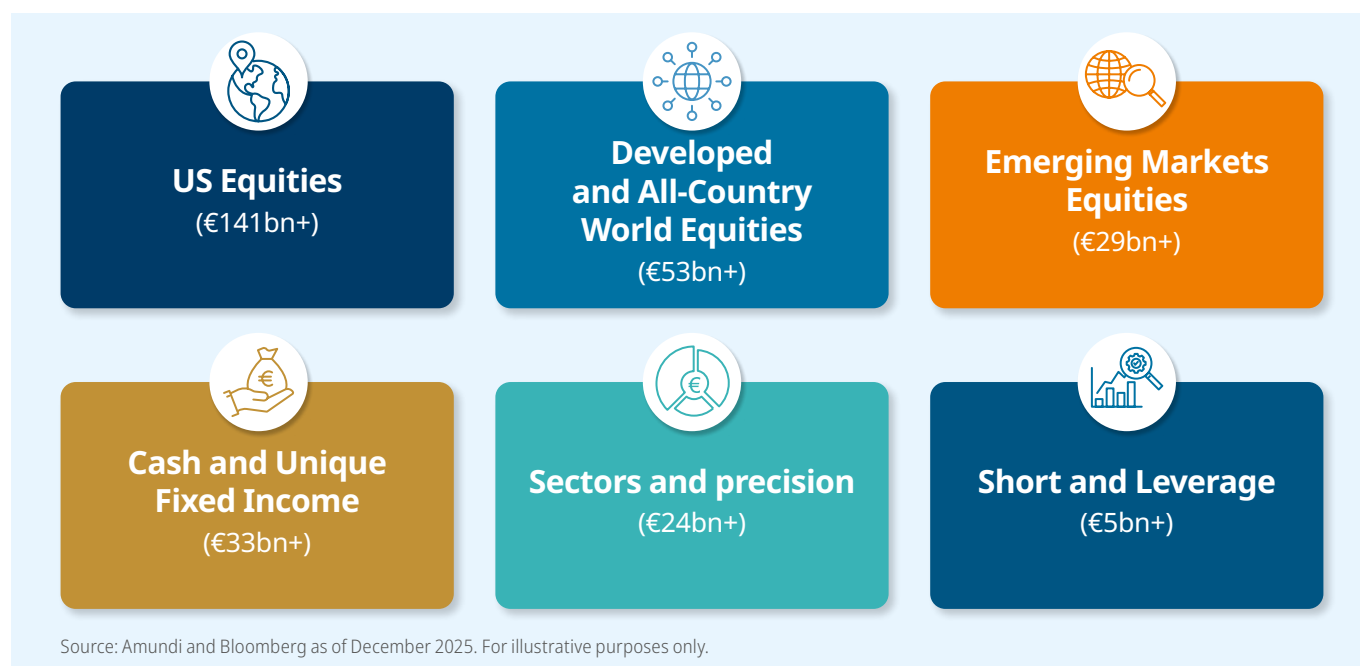 US Equities
(€141bn+)
Developed
and All-Country
World Equities
(€53bn+)
Emerging Markets
Equities
(€29bn+)
€
Cash and Unique
Fixed Income
(€33bn+)
€
Sectors and precision
(€24bn+)
Short and Leverage
(€5bn+)
Source: Amundi and Bloomberg as of December 2025. For illustrative purposes only.